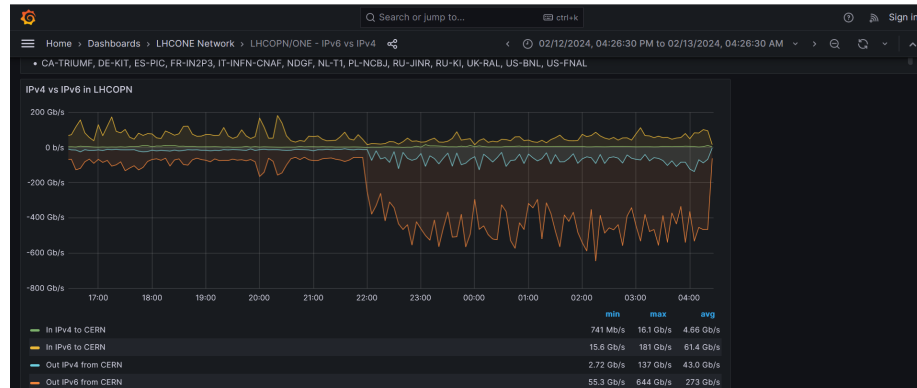 Search or jump to... ctrl+k Sign in
Home › Dashboards › LHCONE Network › LHCOPN/ONE - IPv6 vs IPv4 02/12/2024, 04:26:30 PM to 02/13/2024, 04:26:30 AM
• CA-TRIUMF, DE-KIT, ES-PIC, FR-IN2P3, IT-INFN-CNAF, NDGF, NL-T1, PL-NCBJ, RU-JINR, RU-KI, UK-RAL, US-BNL, US-FNAL
IPv4 vs IPv6 in LHCOPN
200 Gb/s
0 b/s
-200 Gb/s
-400 Gb/s
-600 Gb/s
-800 Gb/s
17:00 18:00 19:00 20:00 21:00 22:00 23:00 00:00 01:00 02:00 03:00 04:00
min max avg
In IPv4 to CERN 741 Mb/s 16.1 Gb/s 4.66 Gb/s
In IPv6 to CERN 15.6 Gb/s 181 Gb/s 61.4 Gb/s
Out IPv4 from CERN 2.72 Gb/s 137 Gb/s 43.0 Gb/s
Out IPv6 from CERN 55.3 Gb/s 644 Gb/s 273 Gb/s